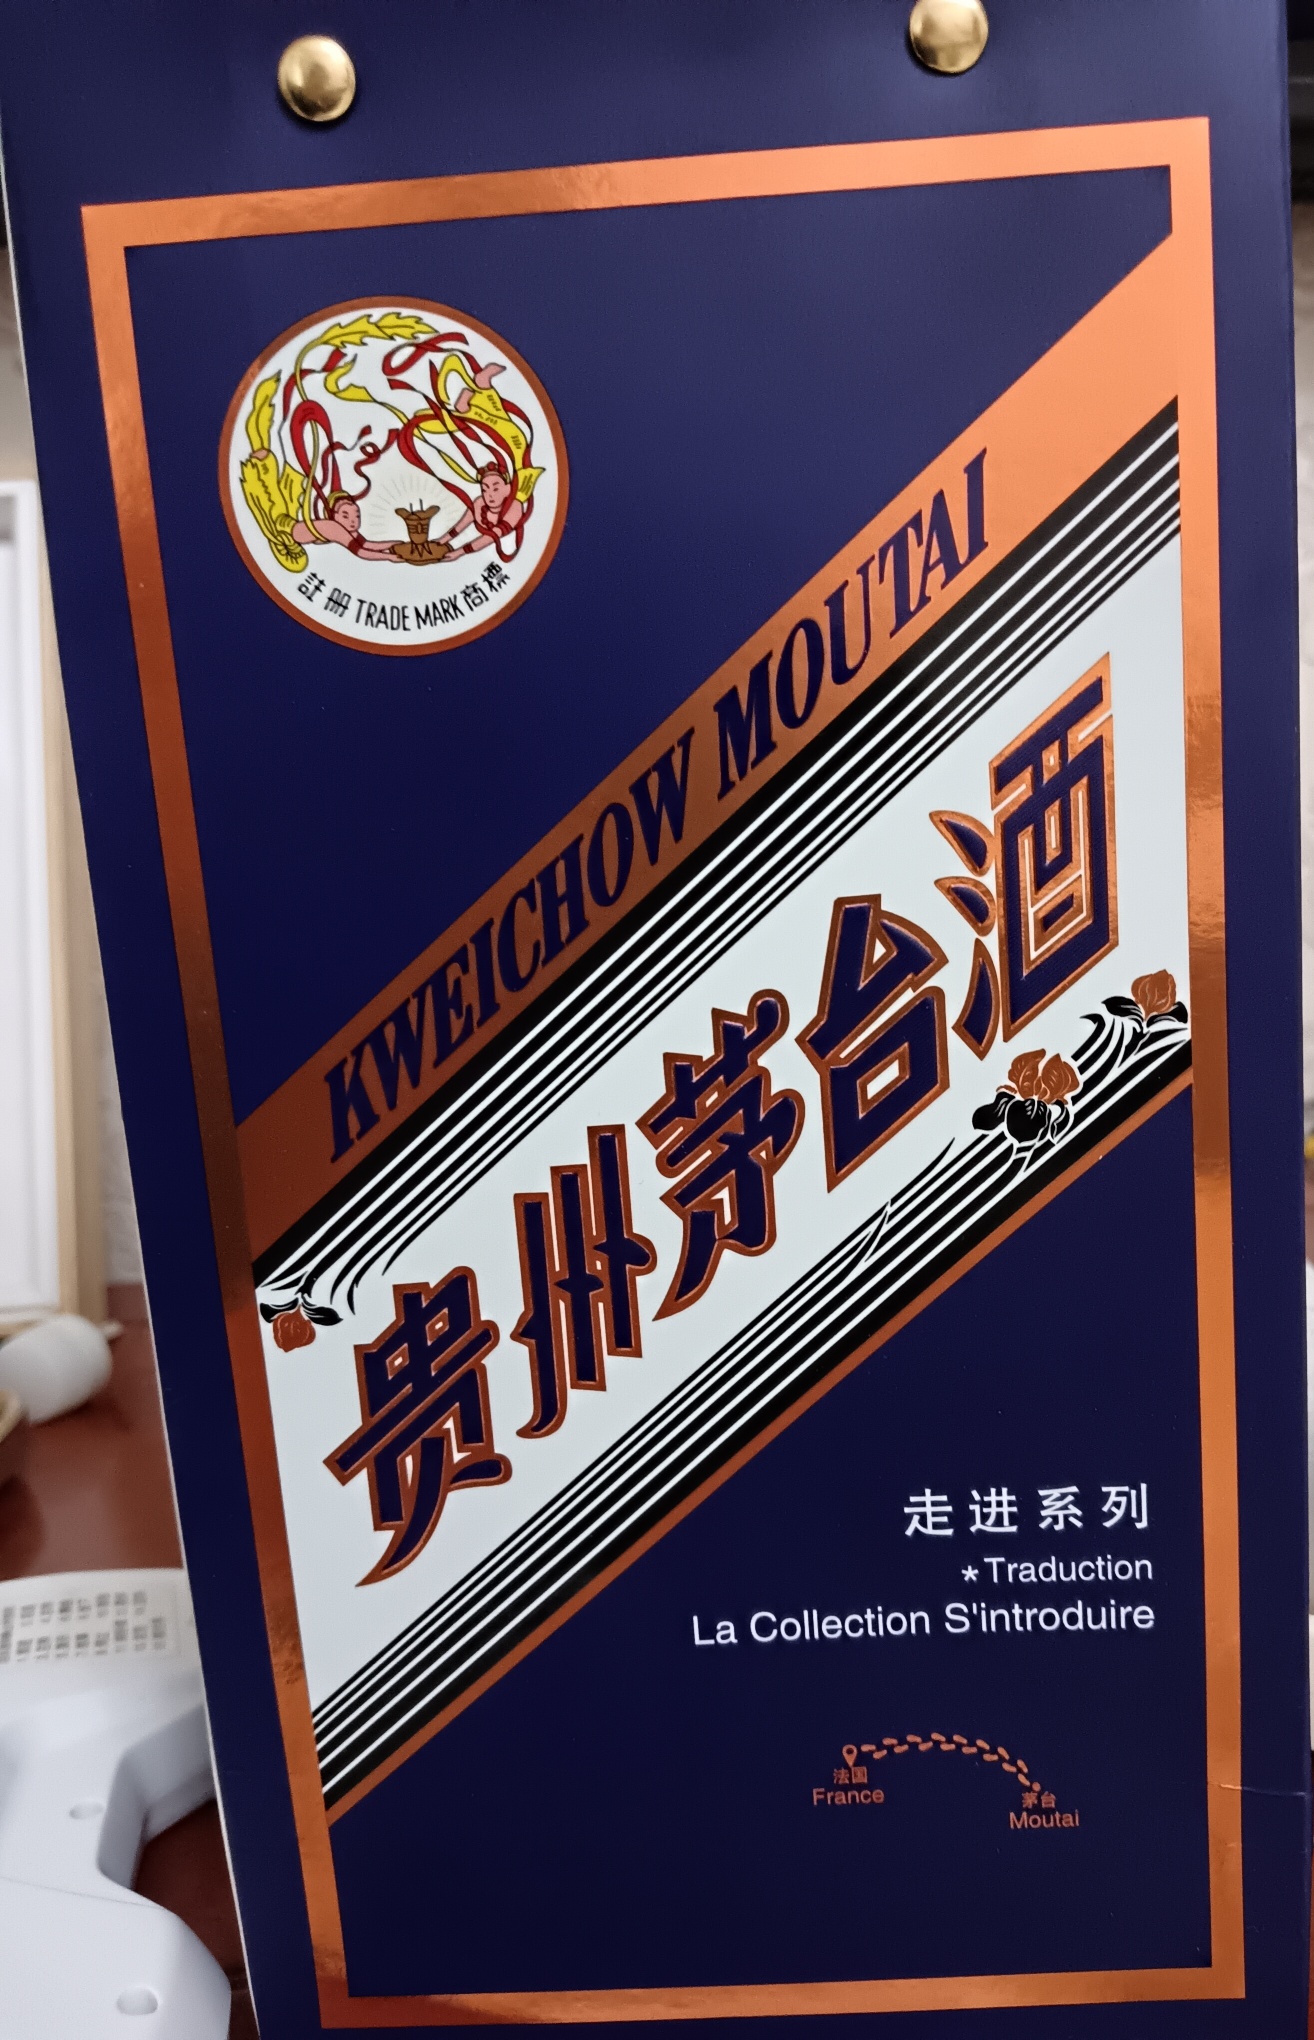 註册 TRADE MARK 商標
KWEICHOW MOUTAI
贵州茅台酒
走进系列
*Traduction
La Collection S'introduire
法国
France
茅台
Moutai